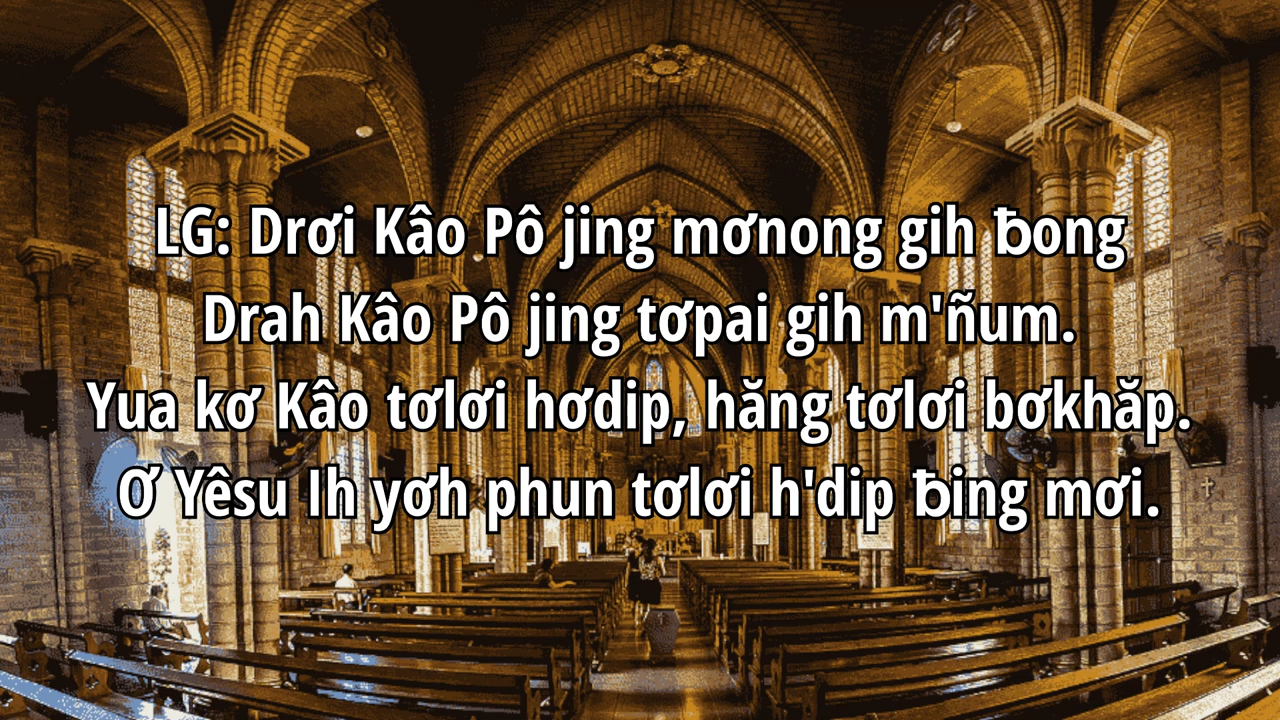 LG: Drơi Kâo Pô jing mơnong gih ƀong
Drah Kâo Pô jing tơpai gih m'ñum.
Yua kơ Kâo tơlơi hơdip, hăng tơlơi bơkhăp.
Ơ Yêsu Ih yơh phun tơlơi h'dip ƀing mơi.